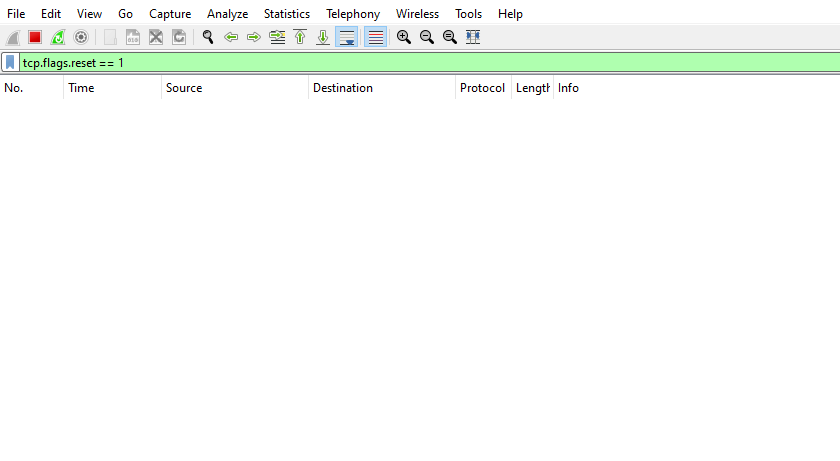 File Edit View Go Capture Analyze Statistics Telephony Wireless Tools Help
tcp.flags.reset == 1
No. Time Source Destination Protocol Length Info